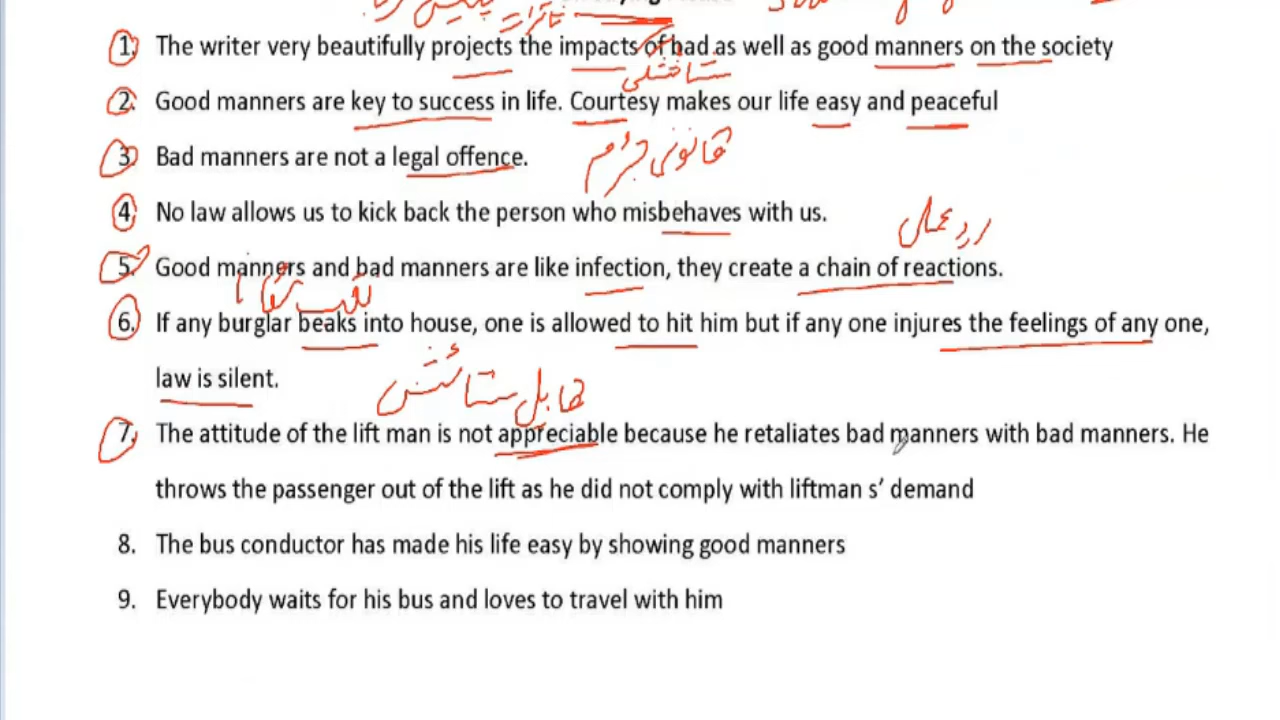 1. The writer very beautifully projects the impacts of bad as well as good manners on the society
شائستگی
2. Good manners are key to success in life. Courtesy makes our life easy and peaceful
3. Bad manners are not a legal offence.
قانونی جرم
4. No law allows us to kick back the person who misbehaves with us.
رد عمل
5. Good manners and bad manners are like infection, they create a chain of reactions.
6. If any burglar beaks into house, one is allowed to hit him but if any one injures the feelings of any one,
law is silent.
قابل ستائش
7. The attitude of the lift man is not appreciable because he retaliates bad manners with bad manners. He
throws the passenger out of the lift as he did not comply with liftman s’ demand
8. The bus conductor has made his life easy by showing good manners
9. Everybody waits for his bus and loves to travel with him